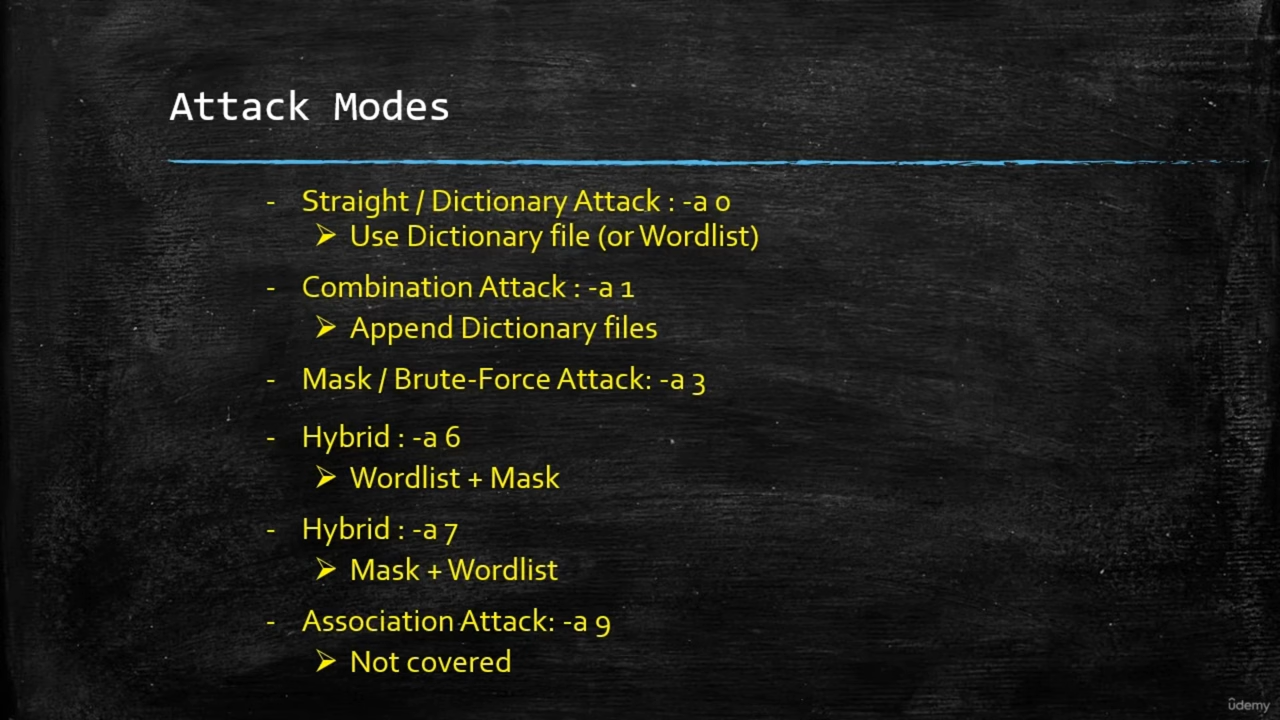 Attack Modes
- Straight / Dictionary Attack : -a 0
➢ Use Dictionary file (or Wordlist)
- Combination Attack : -a 1
➢ Append Dictionary files
- Mask / Brute-Force Attack: -a 3
- Hybrid : -a 6
➢ Wordlist + Mask
- Hybrid : -a 7
➢ Mask + Wordlist
- Association Attack: -a 9
➢ Not covered
ûdemy